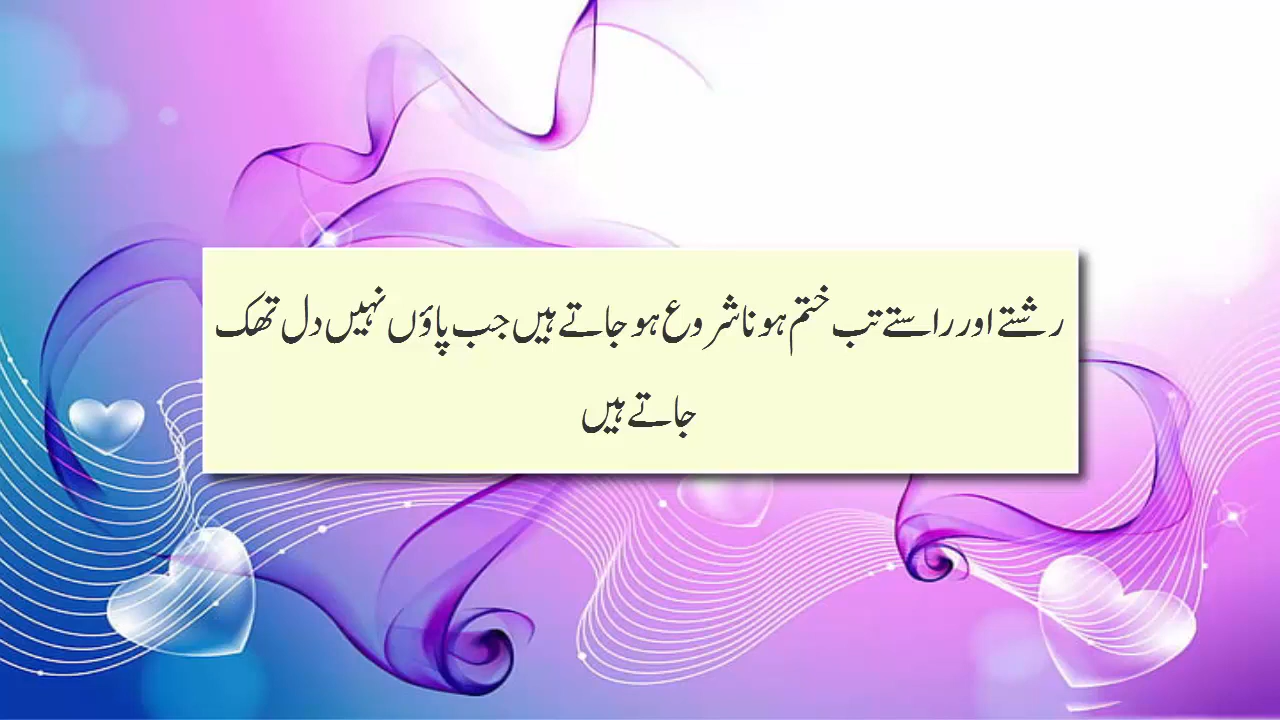 رشتے اور راستے تب ختم ہونا شروع ہو جاتے ہیں جب پاؤں نہیں دل تھک
جاتے ہیں